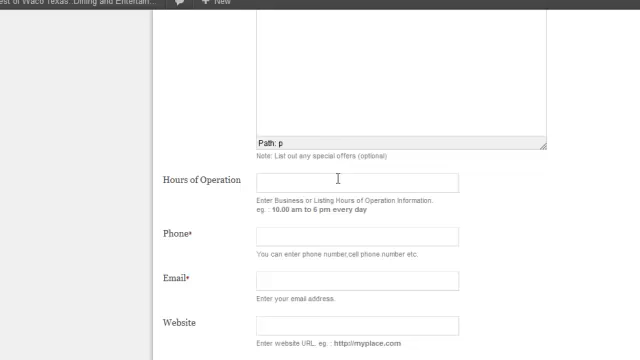 est of Waco Texas :Dining and Entertam... + New
Path: p
Note: List out any special offers (optional)
Hours of Operation
Enter Business or Listing Hours of Operation Information.
eg. : 10.00 am to 6 pm every day
Phone*
You can enter phone number,cell phone number etc.
Email*
Enter your email address.
Website
Enter website URL. eg. : http://myplace.com